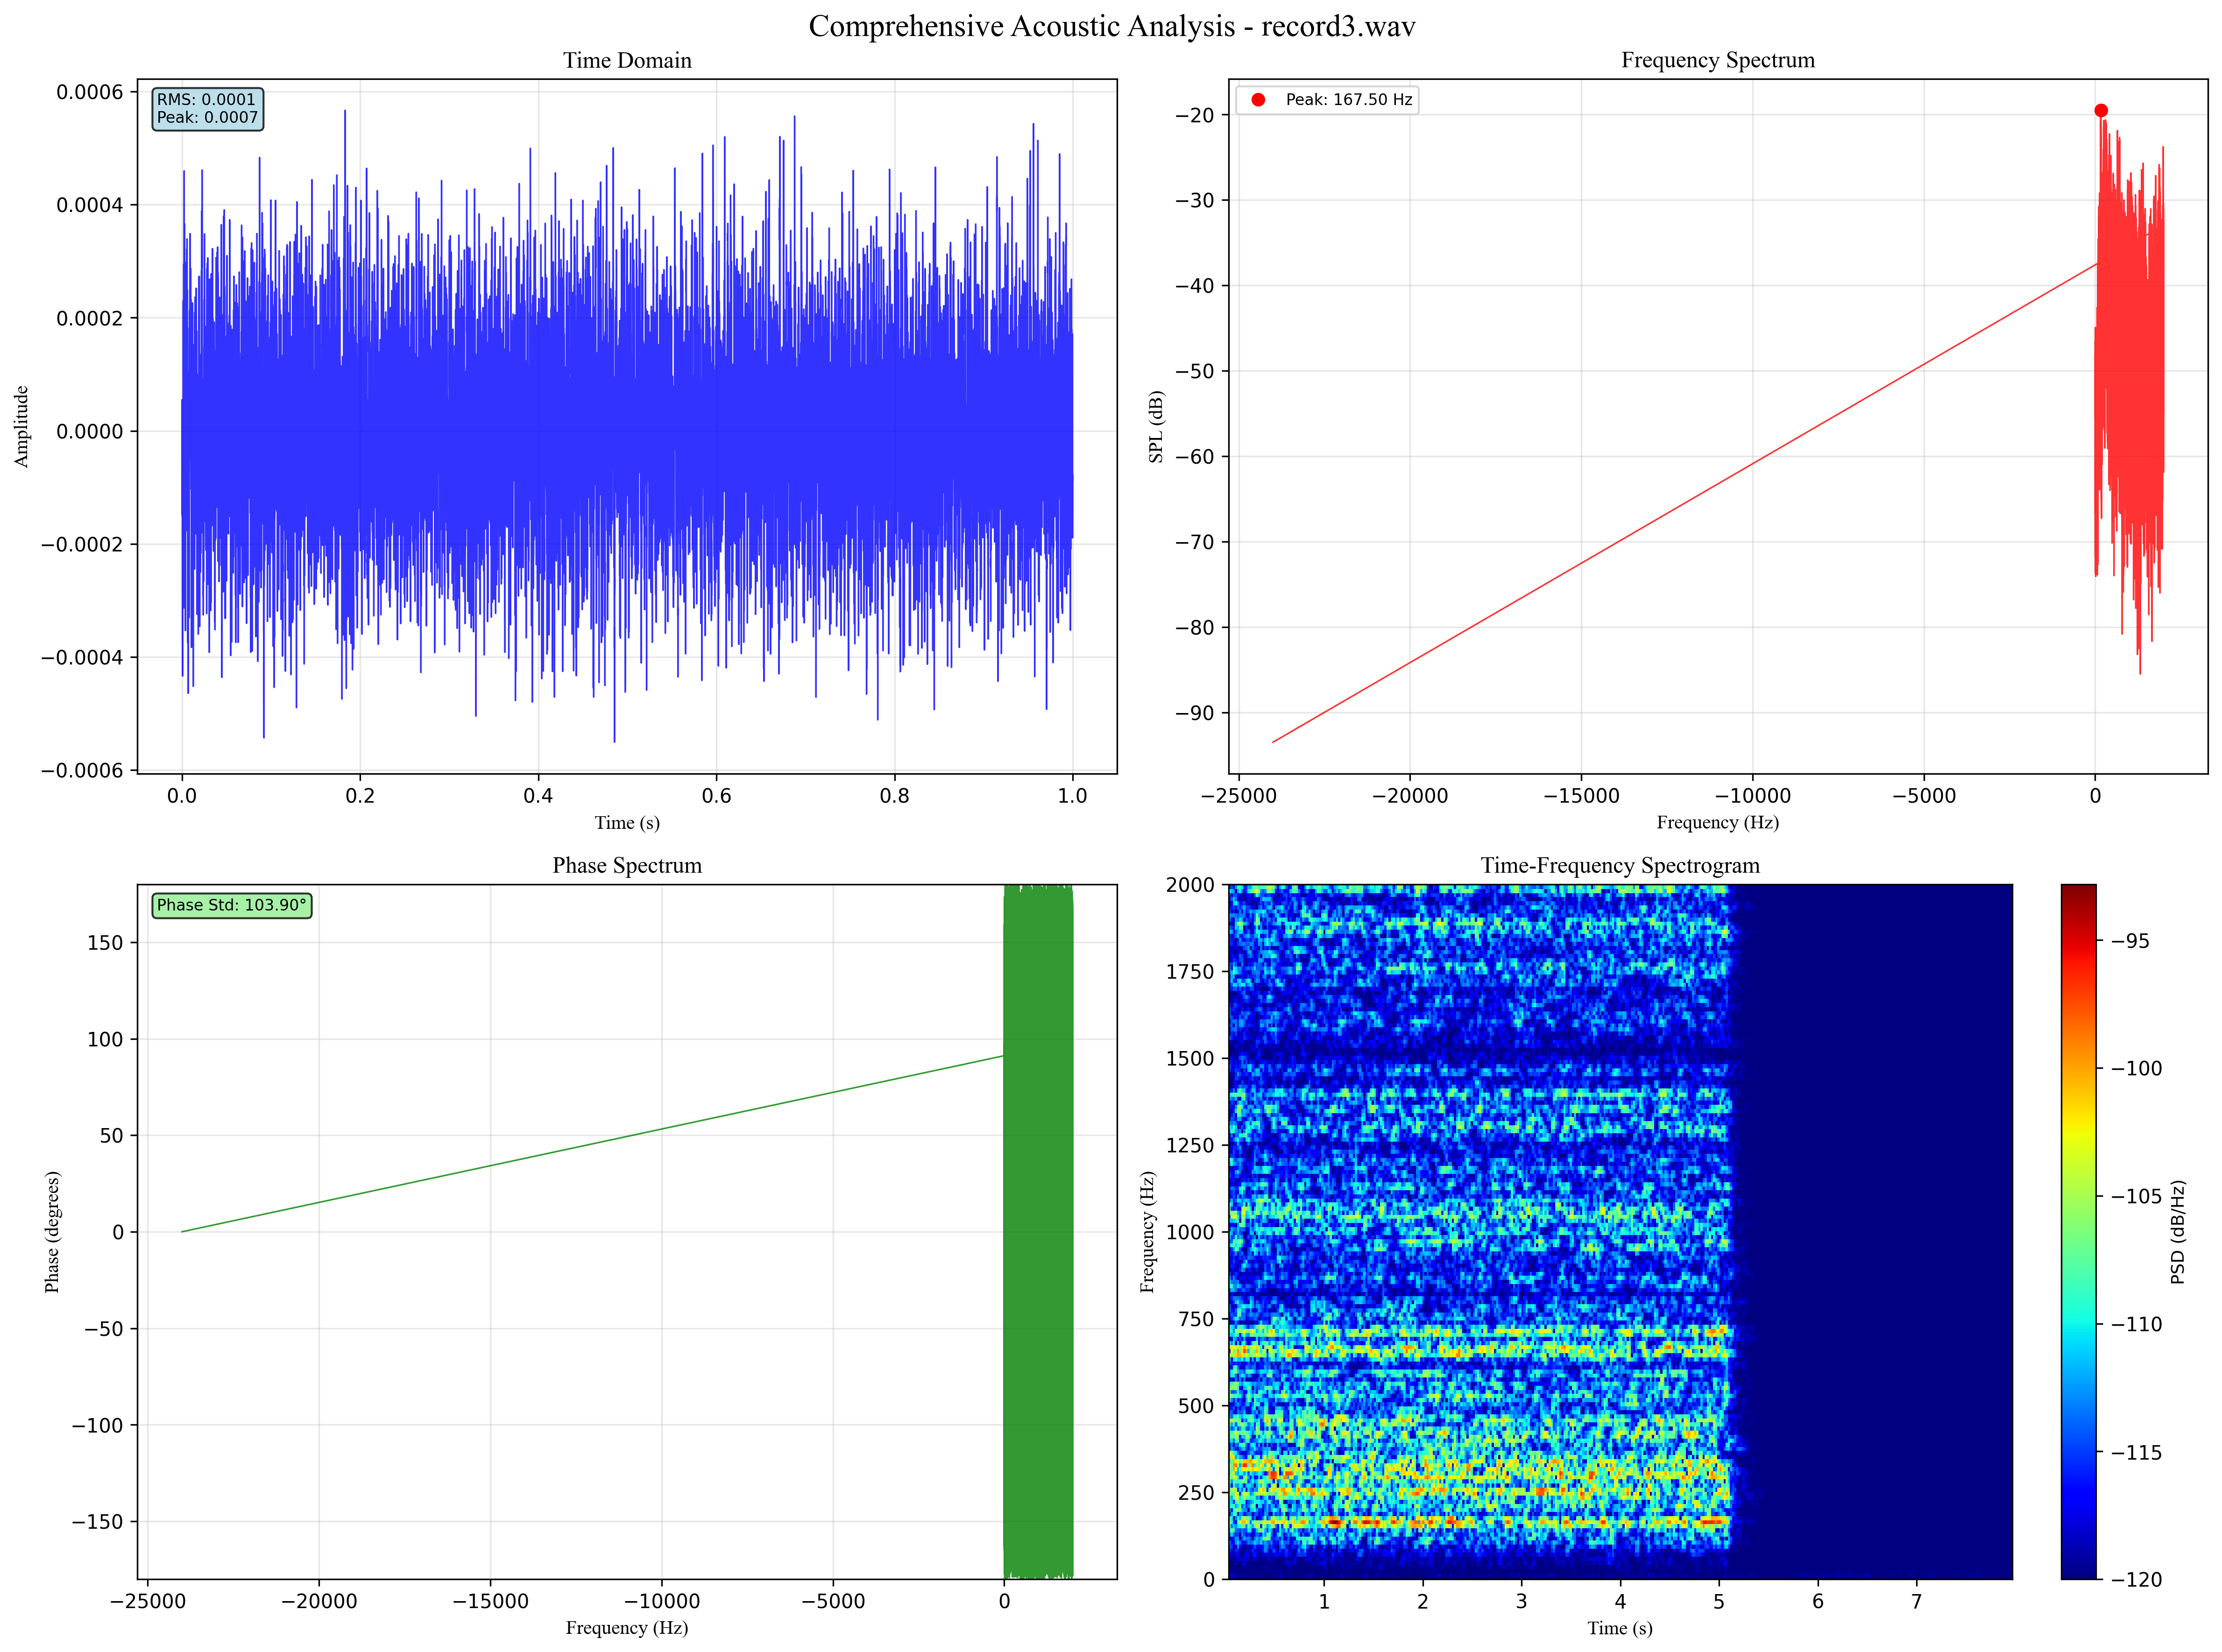 Comprehensive Acoustic Analysis - record3.wav
Time Domain
RMS: 0.0001
Peak: 0.0007
0.0006
0.0004
0.0002
0.0000
−0.0002
−0.0004
−0.0006
Amplitude
0.0 0.2 0.4 0.6 0.8 1.0
Time (s)
Frequency Spectrum
Peak: 167.50 Hz
−20
−30
−40
−50
−60
−70
−80
−90
SPL (dB)
−25000 −20000 −15000 −10000 −5000 0
Frequency (Hz)
Phase Spectrum
Phase Std: 103.90°
150
100
50
0
−50
−100
−150
Phase (degrees)
−25000 −20000 −15000 −10000 −5000 0
Frequency (Hz)
Time-Frequency Spectrogram
2000
1750
1500
1250
1000
750
500
250
0
Frequency (Hz)
1 2 3 4 5 6 7
Time (s)
−95
−100
−105
−110
−115
−120
PSD (dB/Hz)